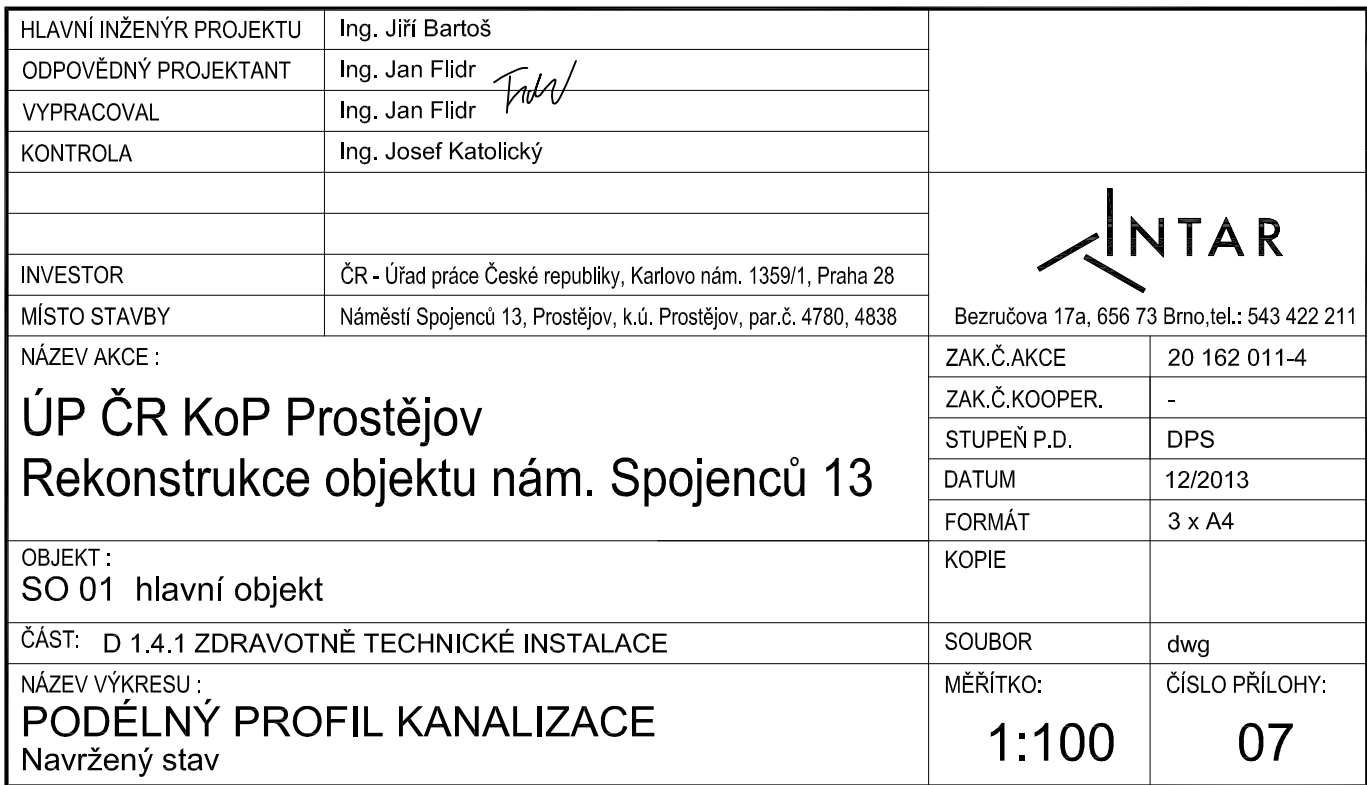 HLAVNÍ INŽENÝR PROJEKTU Ing. Jiří Bartoš
ODPOVĚDNÝ PROJEKTANT Ing. Jan Flidr
VYPRACOVAL Ing. Jan Flidr
KONTROLA Ing. Josef Katolický
INTAR
INVESTOR ČR - Úřad práce České republiky, Karlovo nám. 1359/1, Praha 28
MÍSTO STAVBY Náměstí Spojenců 13, Prostějov, k.ú. Prostějov, par.č. 4780, 4838
Bezručova 17a, 656 73 Brno,tel.: 543 422 211
NÁZEV AKCE :
ÚP ČR KoP Prostějov
Rekonstrukce objektu nám. Spojenců 13
ZAK.Č.AKCE 20 162 011-4
ZAK.Č.KOOPER. -
STUPEŇ P.D. DPS
DATUM 12/2013
FORMÁT 3 x A4
OBJEKT :
SO 01 hlavní objekt
KOPIE
ČÁST: D 1.4.1 ZDRAVOTNĚ TECHNICKÉ INSTALACE
SOUBOR dwg
NÁZEV VÝKRESU :
PODÉLNÝ PROFIL KANALIZACE
Navržený stav
MĚŘÍTKO:
1:100
ČÍSLO PŘÍLOHY:
07